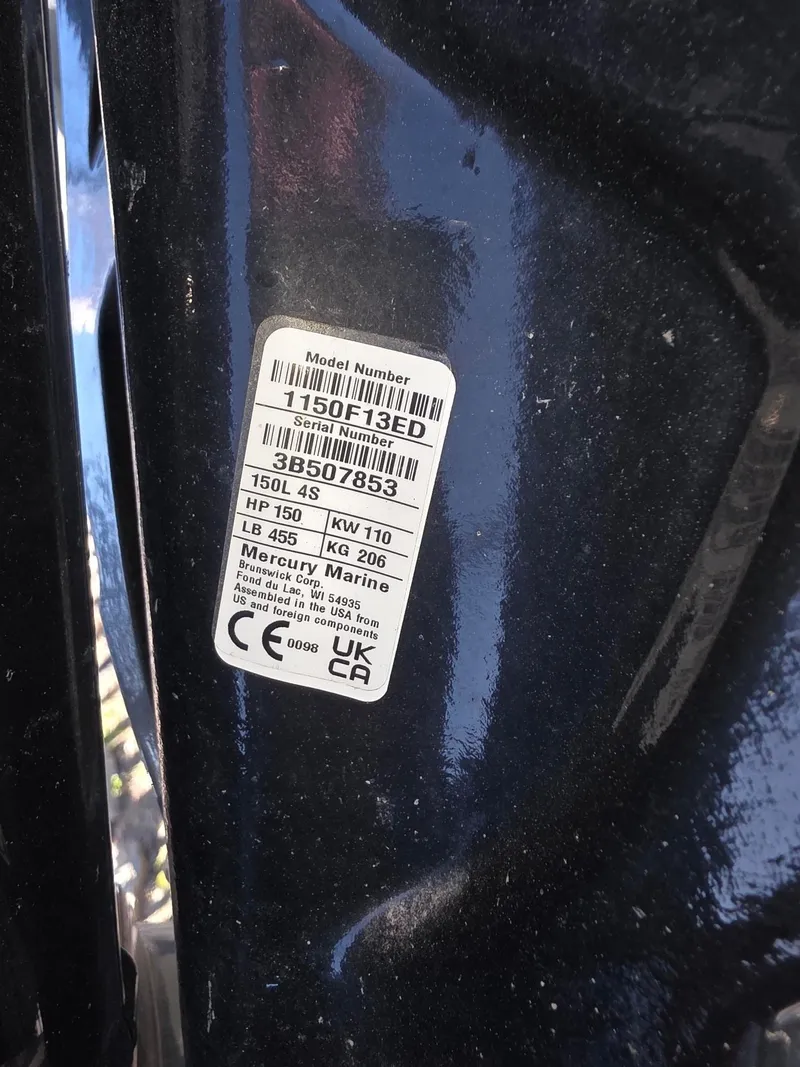 Model Number
1150F13ED
Serial Number
3B507853
150L 4S
HP 150 KW 110
LB 455 KG 206
Mercury Marine
Brunswick Corp.
Fond du Lac, WI 54935
Assembled in the USA from
US and foreign components
CE 0098 UK
CA